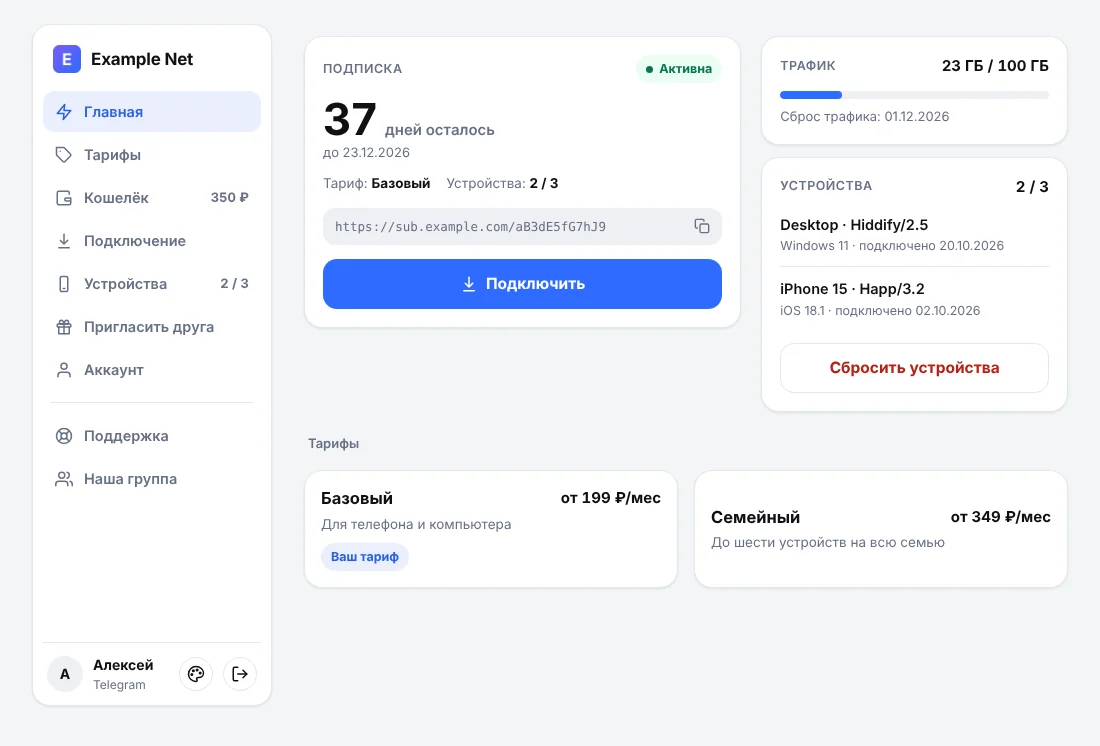 E Example Net
Главная
Тарифы
Кошелёк 350 ₽
Подключение
Устройства 2 / 3
Пригласить друга
Аккаунт
Поддержка
Наша группа
A Алексей
Telegram
ПОДПИСКА Активна
37 дней осталось
до 23.12.2026
Тариф: Базовый Устройства: 2 / 3
https://sub.example.com/aB3dE5fG7hJ9
Подключить
ТРАФИК 23 ГБ / 100 ГБ
Сброс трафика: 01.12.2026
УСТРОЙСТВА 2 / 3
Desktop · Hiddify/2.5
Windows 11 · подключено 20.10.2026
iPhone 15 · Happ/3.2
iOS 18.1 · подключено 02.10.2026
Сбросить устройства
Тарифы
Базовый от 199 ₽/мес
Для телефона и компьютера
Ваш тариф
Семейный от 349 ₽/мес
До шести устройств на всю семью